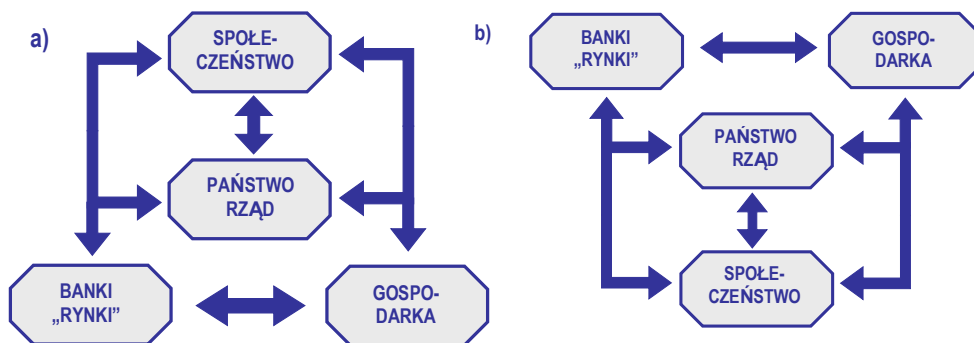 a)
SPOŁE-
CZEŃSTWO
PAŃSTWO
RZĄD
BANKI
„RYNKI”
GOSPO-
DARKA
b)
BANKI
„RYNKI”
GOSPO-
DARKA
PAŃSTWO
RZĄD
SPOŁE-
CZEŃSTWO